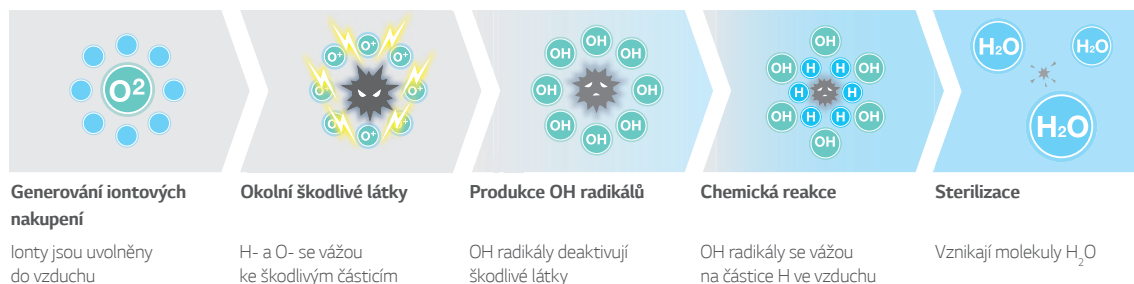 O²
O+ O+ O+
O+ O+
O+ O+ O+
OH OH OH
OH OH
OH OH OH
OH
OH H H OH
H H
OH H H OH
OH
H₂O
H₂O
H₂O
Generování iontových
nakupení
Ionty jsou uvolněny
do vzduchu
Okolní škodlivé látky
H- a O- se vážou
ke škodlivým částicím
Produkce OH radikálů
OH radikály deaktivují
škodlivé látky
Chemická reakce
OH radikály se vážou
na částice H ve vzduchu
Sterilizace
Vznikají molekuly H₂O